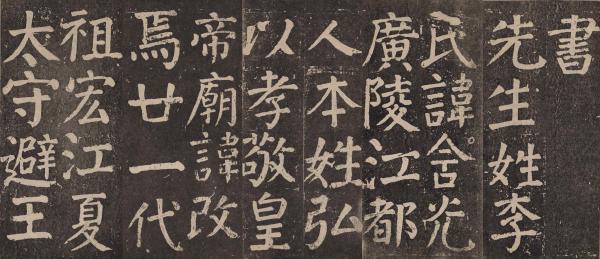 書
先生姓李
氏諱含光
廣陵江都
人本姓弘
以孝敬皇
帝廟諱改
焉廿一代
祖宏江夏
太守避王